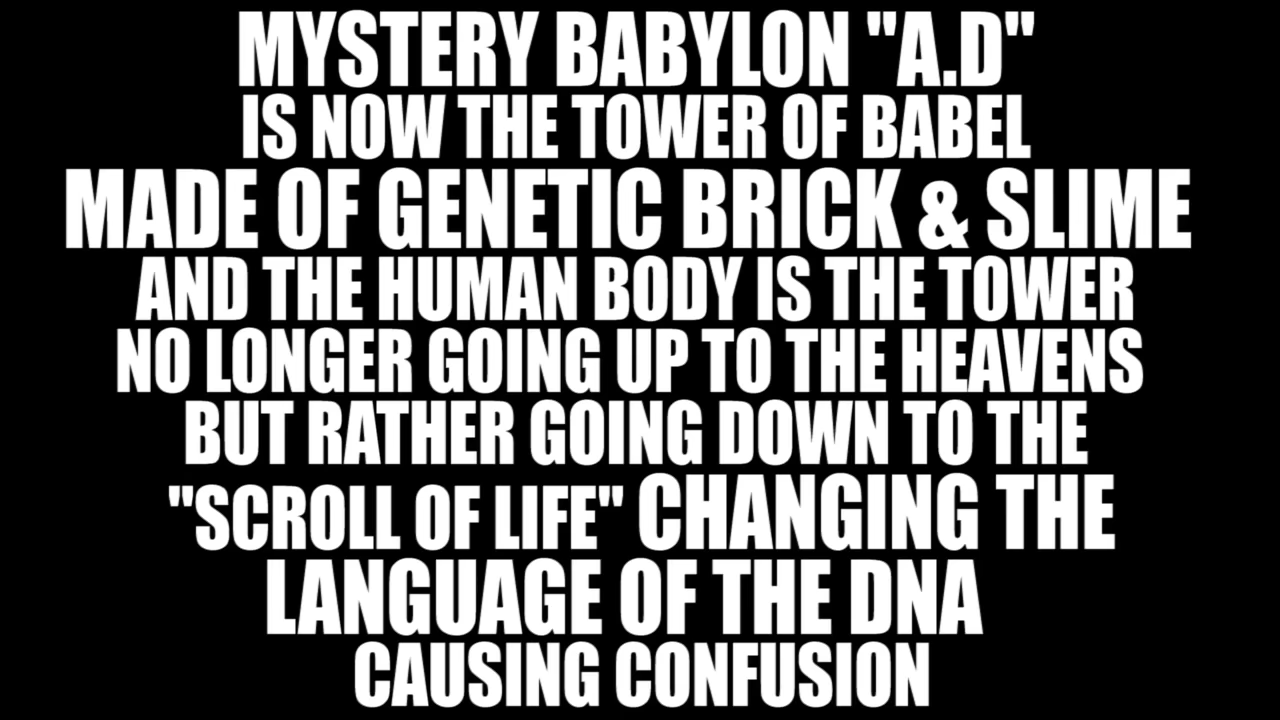 MYSTERY BABYLON "A.D"
IS NOW THE TOWER OF BABEL
MADE OF GENETIC BRICK & SLIME
AND THE HUMAN BODY IS THE TOWER
NO LONGER GOING UP TO THE HEAVENS
BUT RATHER GOING DOWN TO THE
"SCROLL OF LIFE" CHANGING THE
LANGUAGE OF THE DNA
CAUSING CONFUSION